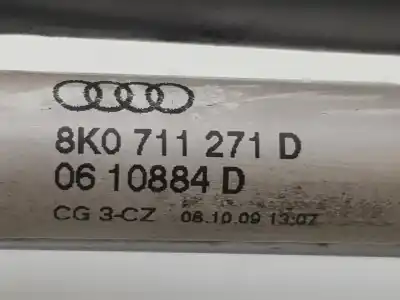 8K0 711 271 D
06 10884 D
CG 3-CZ 08.10.09 13:07